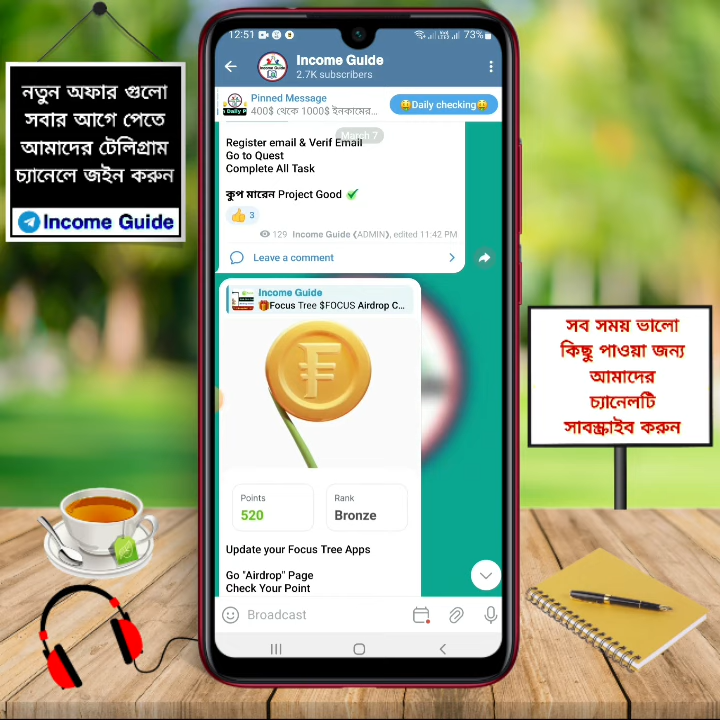 নতুন অফার গুলো
সবার আগে পেতে
আমাদের টেলিগ্রাম
চ্যানেলে জইন করুন
Income Guide
12:51
73%
Income Guide
2.7K subscribers
Pinned Message
400$ থেকে 1000$ ইনকামের...
🤑Daily checking🤑
March 7
Register email & Verif Email
Go to Quest
Complete All Task
কুপ মারেন Project Good ✅
👍 3
129 Income Guide (ADMIN), edited 11:42 PM
Leave a comment
Income Guide
🎁Focus Tree $FOCUS Airdrop C...
Points
520
Rank
Bronze
Update your Focus Tree Apps
Go "Airdrop" Page
Check Your Point
Broadcast
সব সময় ভালো
কিছু পাওয়া জন্য
আমাদের
চ্যানেলটি
সাবস্ক্রাইব করুন